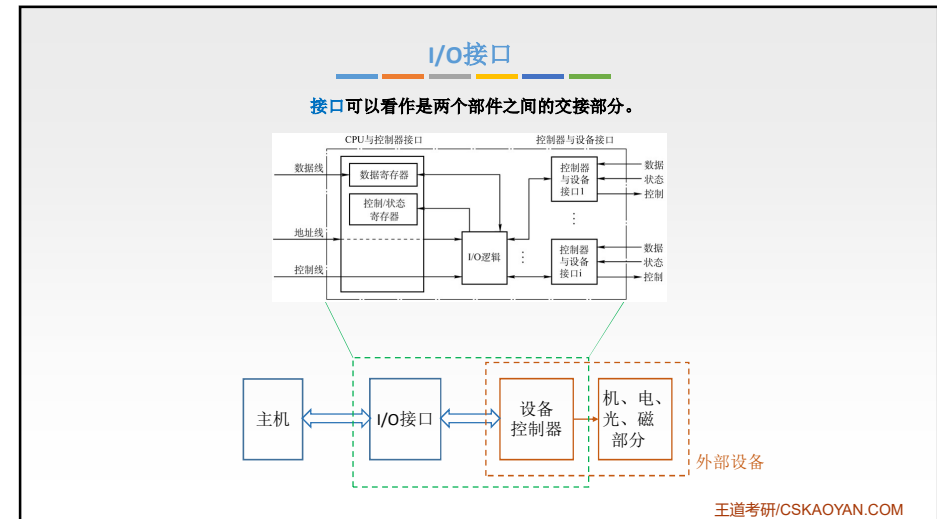 I/O接口
接口可以看作是两个部件之间的交接部分。
CPU与控制器接口
控制器与设备接口
数据线
数据寄存器
控制/状态
寄存器
地址线
控制线
I/O逻辑
控制器
与设备
接口1
数据
状态
控制
⋮
⋮
控制器
与设备
接口i
数据
状态
控制
主机
I/O接口
设备
控制器
机、电、
光、磁
部分
外部设备
王道考研/CSKAOYAN.COM